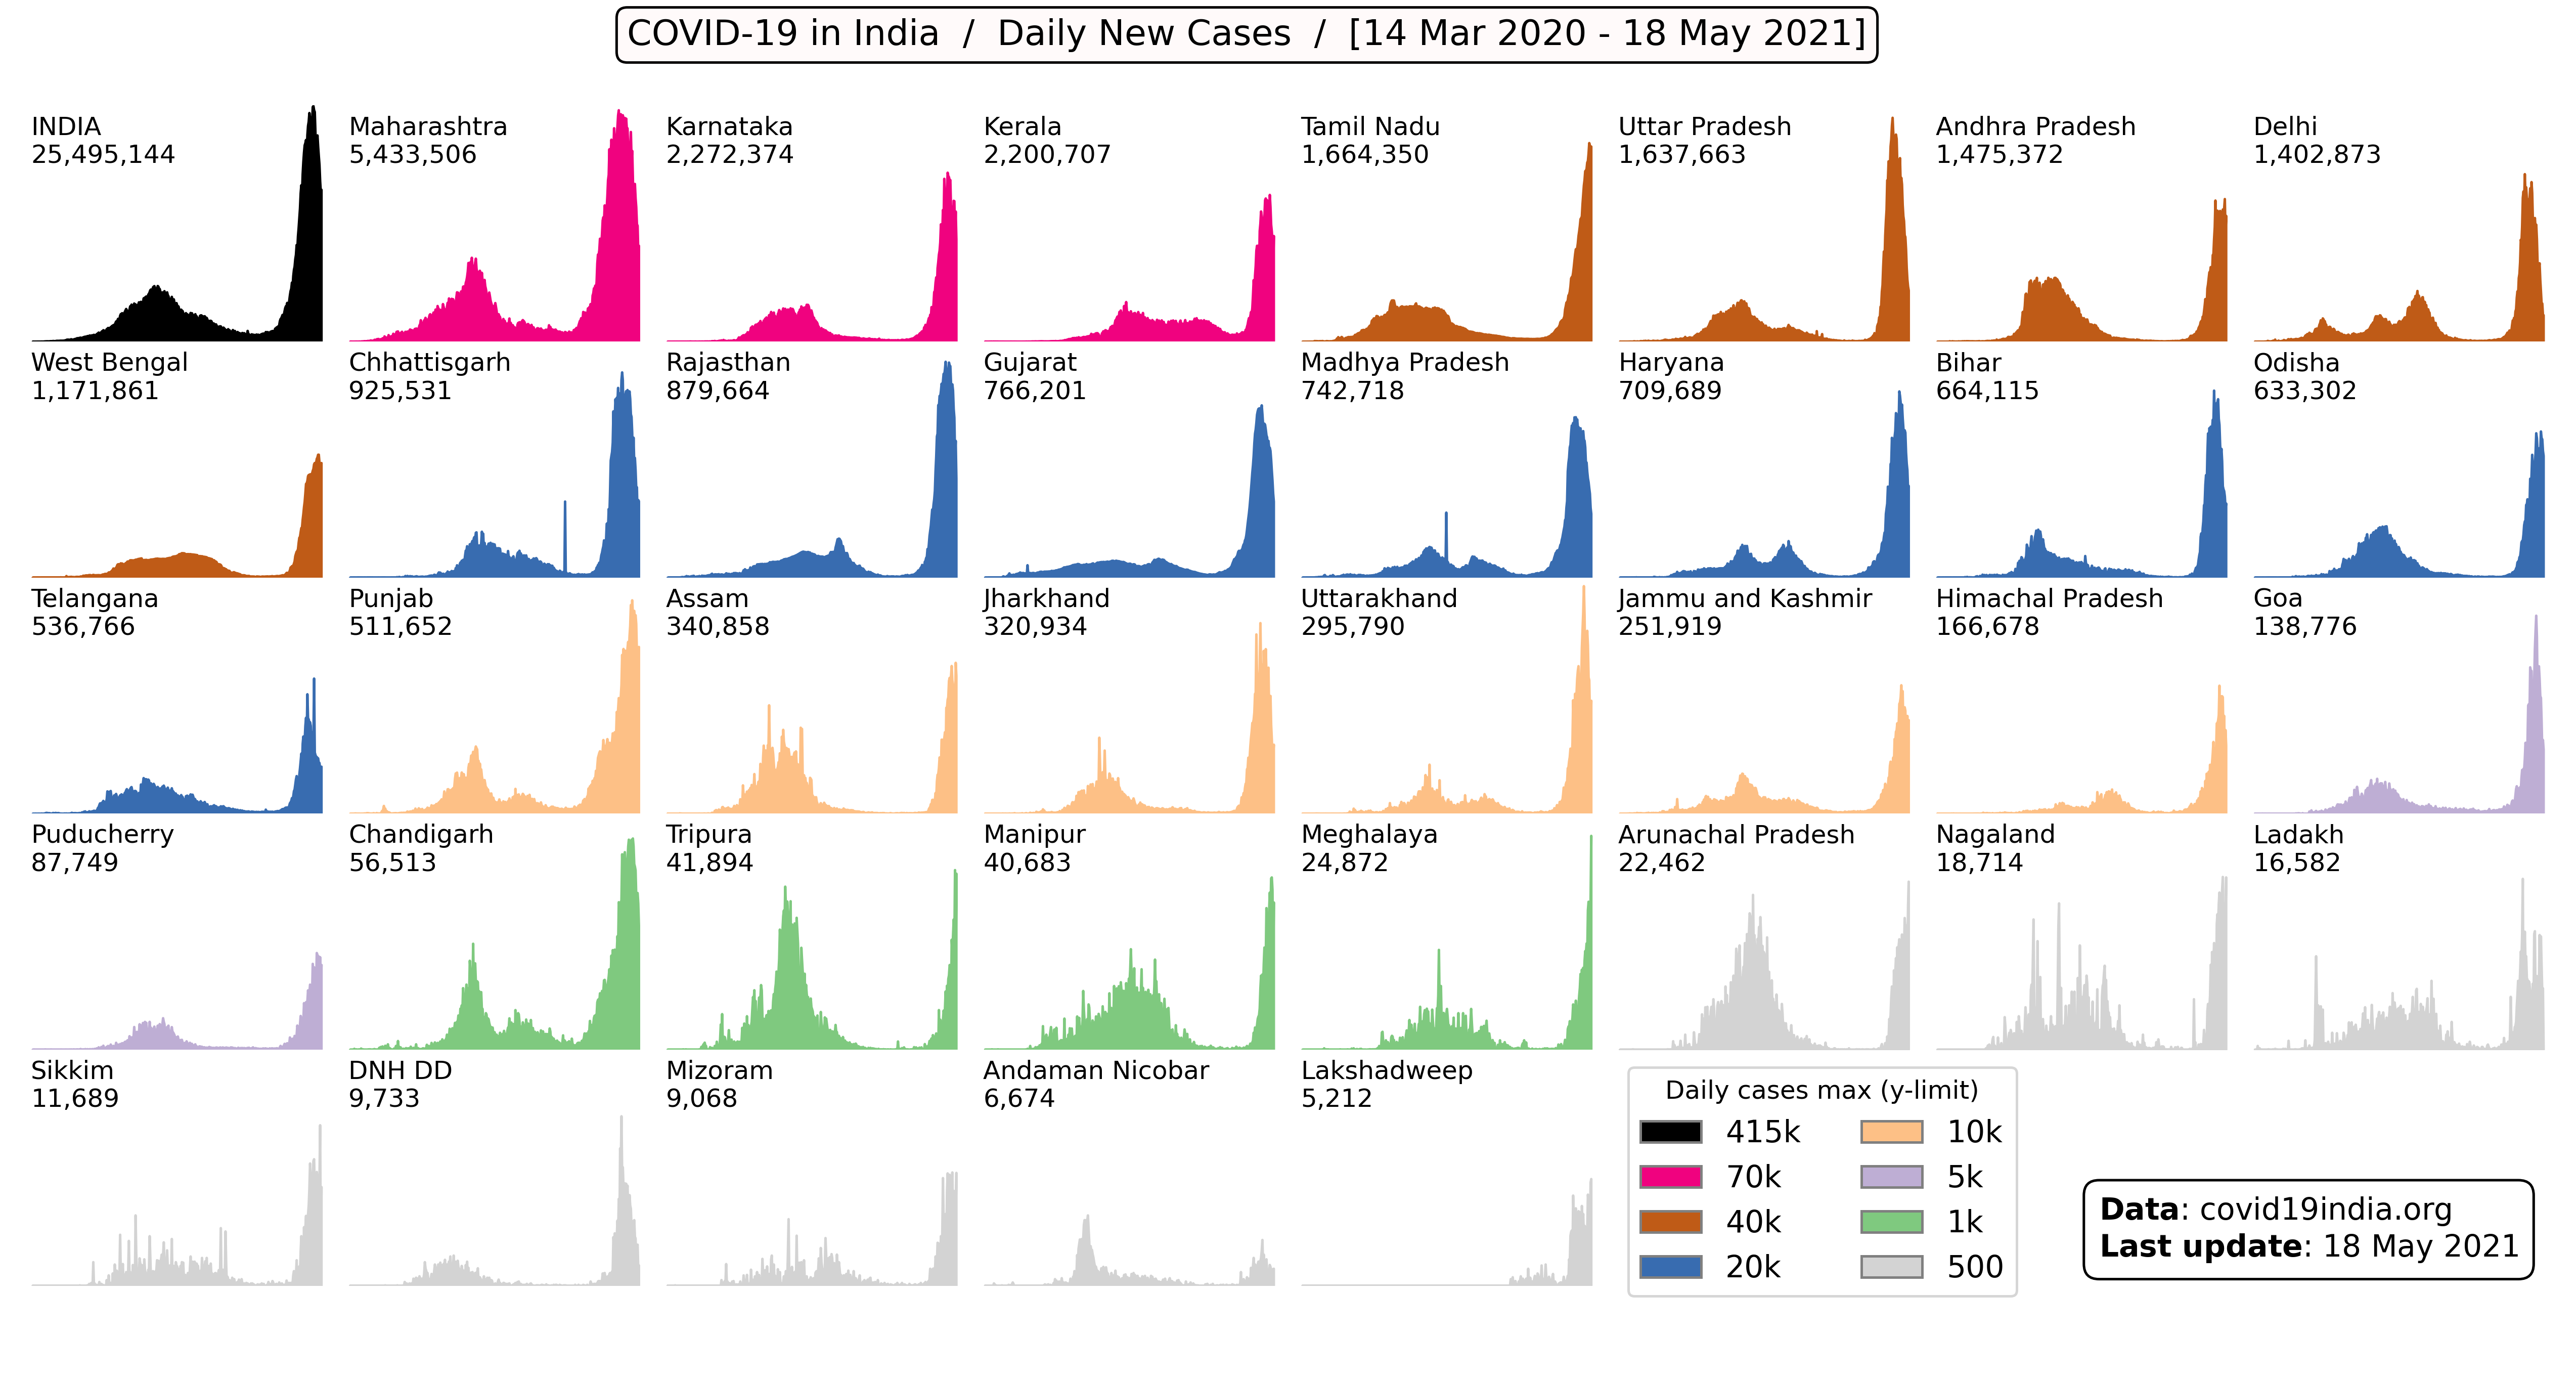 COVID-19 in India / Daily New Cases / [14 Mar 2020 - 18 May 2021]
INDIA
25,495,144
Maharashtra
5,433,506
Karnataka
2,272,374
Kerala
2,200,707
Tamil Nadu
1,664,350
Uttar Pradesh
1,637,663
Andhra Pradesh
1,475,372
Delhi
1,402,873
West Bengal
1,171,861
Chhattisgarh
925,531
Rajasthan
879,664
Gujarat
766,201
Madhya Pradesh
742,718
Haryana
709,689
Bihar
664,115
Odisha
633,302
Telangana
536,766
Punjab
511,652
Assam
340,858
Jharkhand
320,934
Uttarakhand
295,790
Jammu and Kashmir
251,919
Himachal Pradesh
166,678
Goa
138,776
Puducherry
87,749
Chandigarh
56,513
Tripura
41,894
Manipur
40,683
Meghalaya
24,872
Arunachal Pradesh
22,462
Nagaland
18,714
Ladakh
16,582
Sikkim
11,689
DNH DD
9,733
Mizoram
9,068
Andaman Nicobar
6,674
Lakshadweep
5,212
Daily cases max (y-limit)
415k
70k
40k
20k
10k
5k
1k
500
Data: covid19india.org
Last update: 18 May 2021